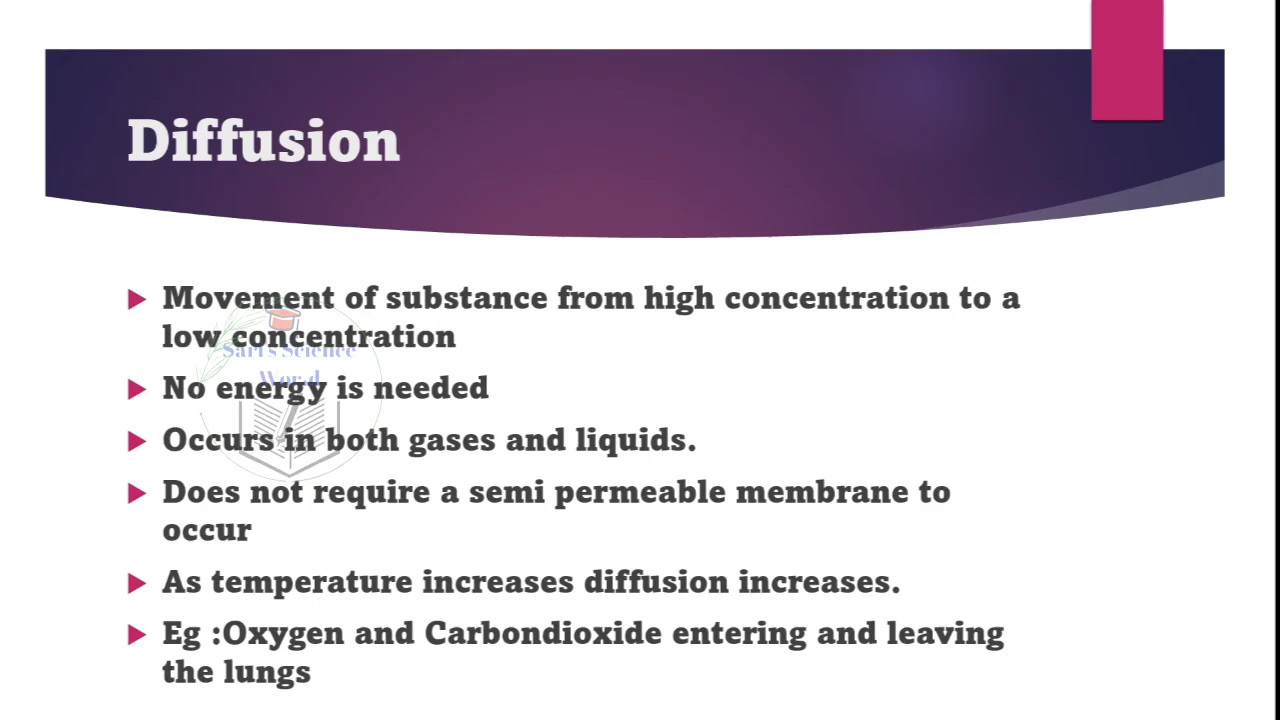 Diffusion
Movement of substance from high concentration to a
low concentration
Sari's Science
No energy is needed
Occurs in both gases and liquids.
Does not require a semi permeable membrane to
occur
As temperature increases diffusion increases.
Eg :Oxygen and Carbondioxide entering and leaving
the lungs